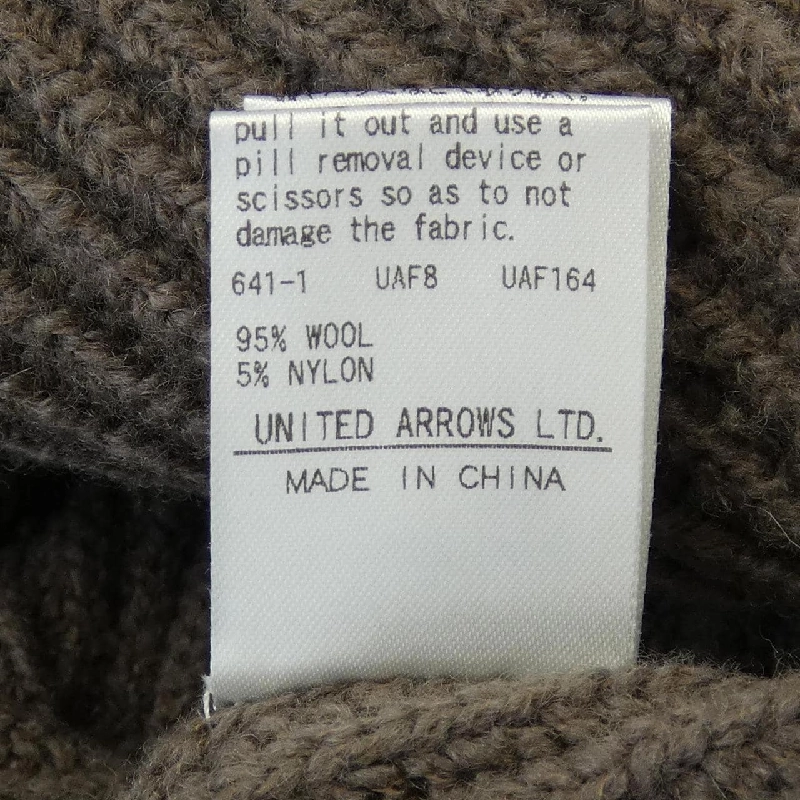 pull it out and use a
pill removal device or
scissors so as to not
damage the fabric.
641-1 UAF8 UAF164
95% WOOL
5% NYLON
UNITED ARROWS LTD.
MADE IN CHINA